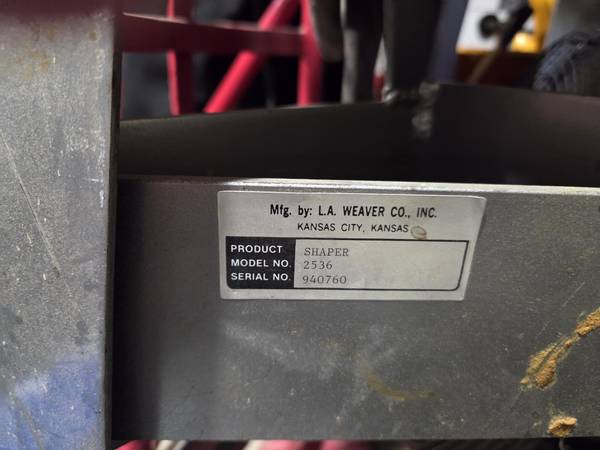 Mfg. by: L.A. WEAVER CO., INC.
KANSAS CITY, KANSAS
PRODUCT SHAPER
MODEL NO. 2536
SERIAL NO. 940760